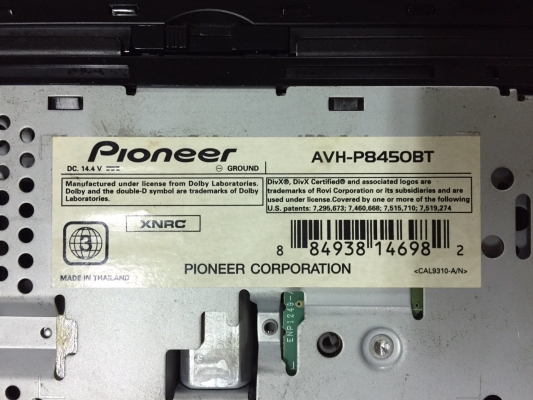 Pioneer
AVH-P8450BT
DC. 14.4 V ⎓
⊖ GROUND
Manufactured under license from Dolby Laboratories.
Dolby and the double-D symbol are trademarks of Dolby
Laboratories.
DivX®, DivX Certified® and associated logos are
trademarks of Rovi Corporation or its subsidiaries and are
used under license.Covered by one or more of the following
U.S. patents: 7,295,673; 7,460,668; 7,515,710; 7,519,274
XNRC
3
8 84938 14698 2
MADE IN THAILAND
PIONEER CORPORATION
<CAL9310-A/N>
ENP1249-